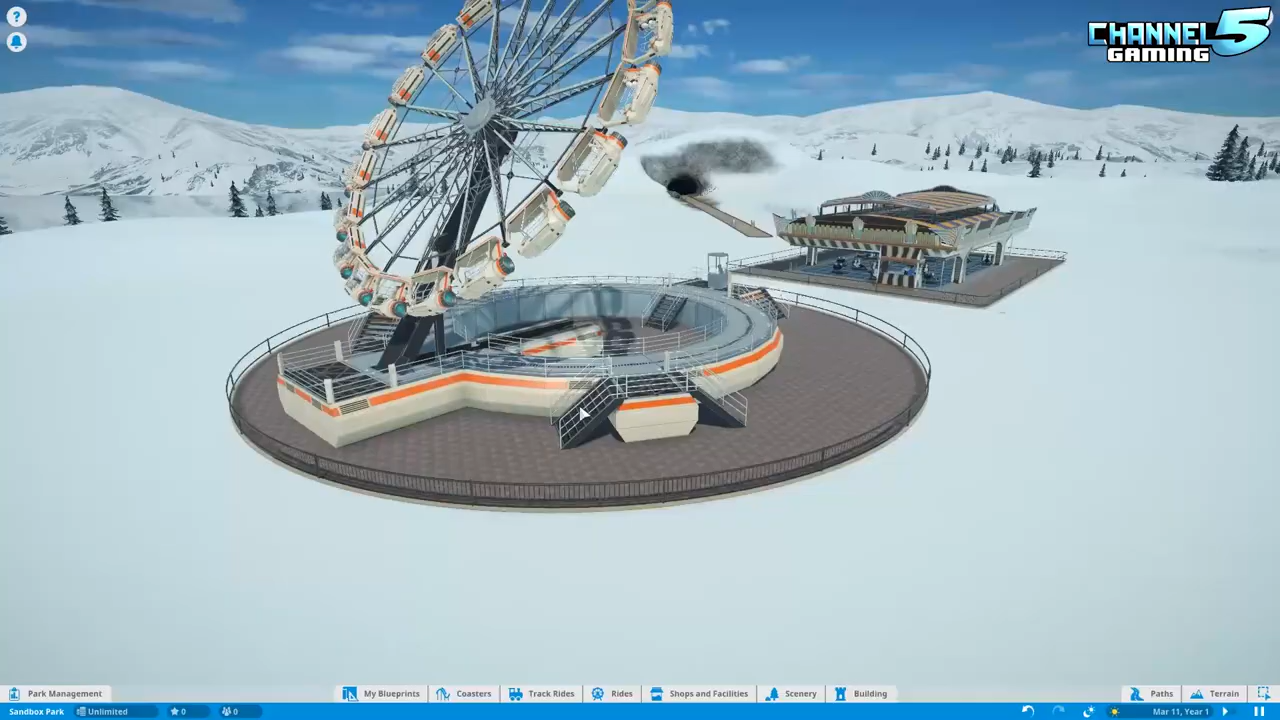 ?
CHANNEL 5
GAMING
Park Management
My Blueprints
Coasters
Track Rides
Rides
Shops and Facilities
Scenery
Building
Paths
Terrain
Sandbox Park
Unlimited
0
0
Mar 11, Year 1